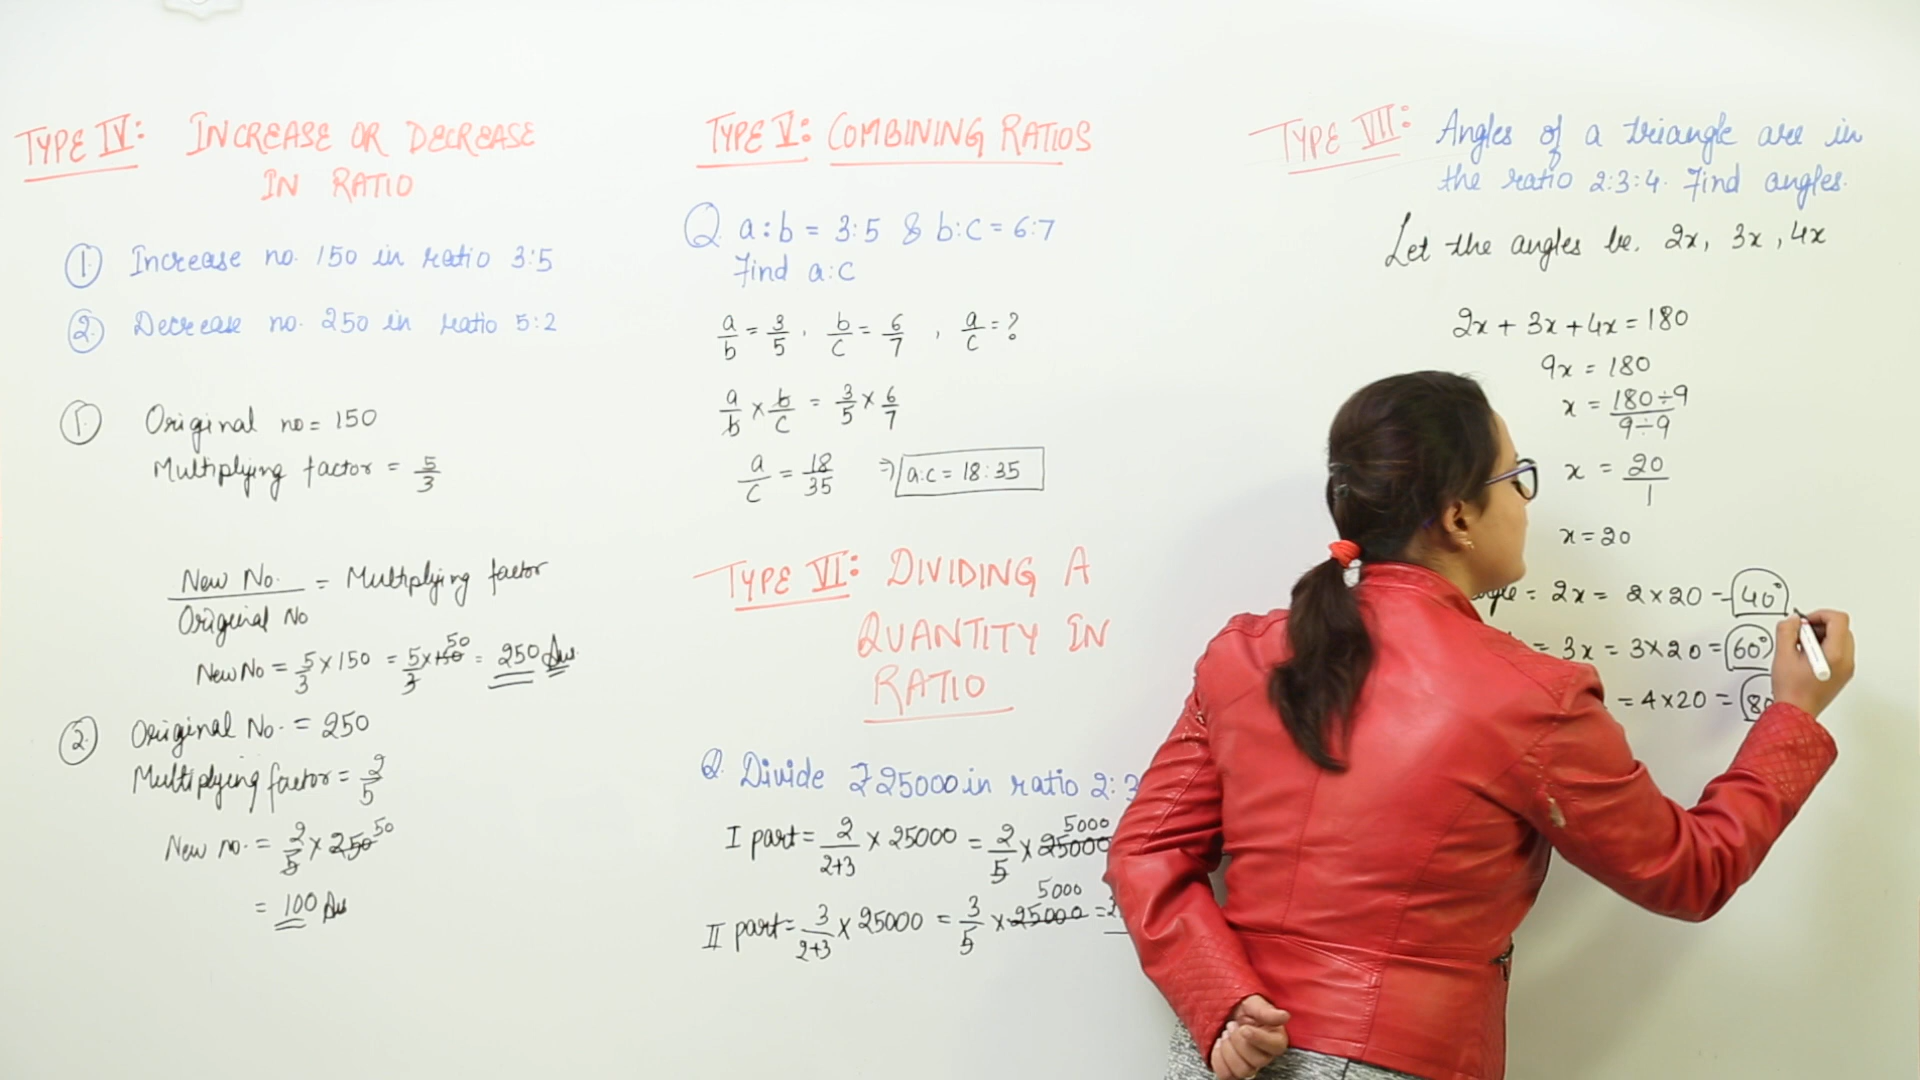 TYPE IV: INCREASE OR DECREASE
IN RATIO
1. Increase no. 150 in ratio 3:5
2. Decrease no. 250 in ratio 5:2
1. Original no = 150
Multiplying factor = 5/3
New No. / Original No = Multiplying factor
New No = 5/3 × 150 = 5/3 × 150 50 = 250 Ans
2. Original No. = 250
Multiplying factor = 2/5
New no. = 2/5 × 250 50
= 100 Ans
TYPE V: COMBINING RATIOS
Q a:b = 3:5 & b:c = 6:7
Find a:c
a/b = 3/5, b/c = 6/7, a/c = ?
a/b × b/c = 3/5 × 6/7
a/c = 18/35 ⇒ a:c = 18:35
TYPE VI: DIVIDING A
QUANTITY IN
RATIO
Q. Divide ₹25000 in ratio 2:3
I part = 2/2+3 × 25000 = 2/5 × 25000 5000
II part = 3/2+3 × 25000 = 3/5 × 25000 5000 =
TYPE VII: Angles of a triangle are in
the ratio 2:3:4. Find angles.
Let the angles be. 2x, 3x, 4x
2x + 3x + 4x = 180
9x = 180
x = 180÷9 / 9÷9
x = 20/1
x = 20
= 2x = 2×20 = 40°
= 3x = 3×20 = 60°
= 4×20 = 80